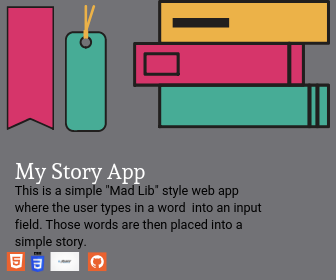 My Story App
This is a simple "Mad Lib" style web app
where the user types in a word into an input
field. Those words are then placed into a
simple story.